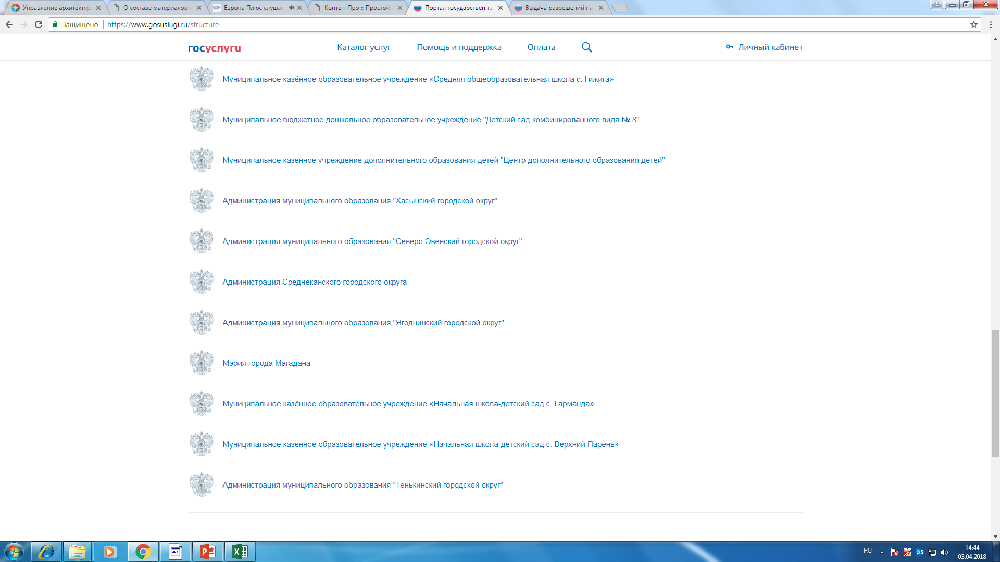 Управление архитектур
О составе материалов и
Европа Плюс слушат
КонтентПро :: Простой
Портал государственны
Выдача разрешений на
Защищено
https://www.gosuslugi.ru/structure
госуслуги
Каталог услуг
Помощь и поддержка
Оплата
Личный кабинет
Муниципальное казённое образовательное учреждение «Средняя общеобразовательная школа с. Гижига»
Муниципальное бюджетное дошкольное образовательное учреждение "Детский сад комбинированного вида № 8"
Муниципальное казенное учреждение дополнительного образования детей "Центр дополнительного образования детей"
Администрация муниципального образования "Хасынский городской округ"
Администрация муниципального образования "Северо-Эвенский городской округ"
Администрация Среднеканского городского округа
Администрация муниципального образования "Ягоднинский городской округ"
Мэрия города Магадана
Муниципальное казённое образовательное учреждение «Начальная школа-детский сад с. Гарманда»
Муниципальное казённое образовательное учреждение «Начальная школа-детский сад с. Верхний Парень»
Администрация муниципального образования "Тенькинский городской округ"
RU
14:44
03.04.2018